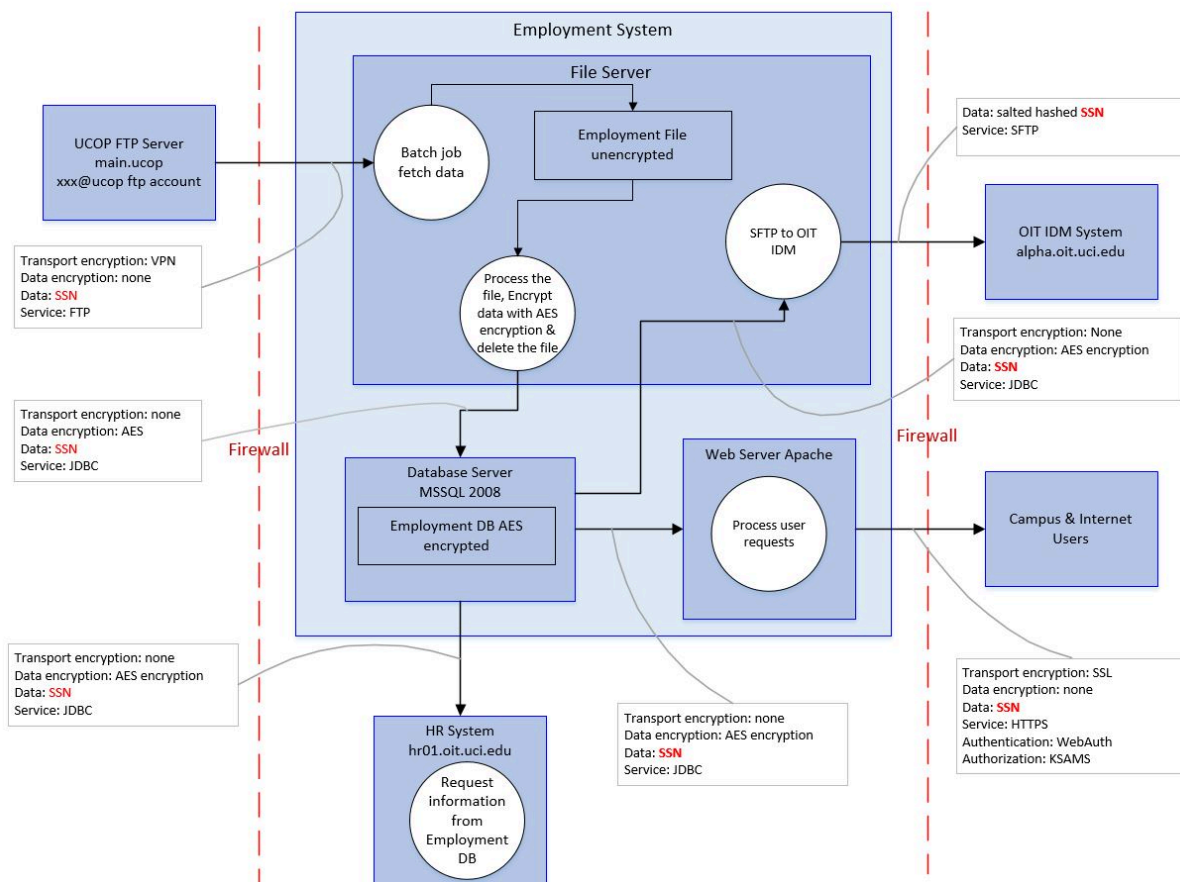 Employment System
File Server
UCOP FTP Server
main.ucop
xxx@ucop ftp account
Batch job
fetch data
Employment File
unencrypted
Data: salted hashed SSN
Service: SFTP
SFTP to OIT
IDM
OIT IDM System
alpha.oit.uci.edu
Transport encryption: VPN
Data encryption: none
Data: SSN
Service: FTP
Process the
file, Encrypt
data with AES
encryption &
delete the file
Transport encryption: None
Data encryption: AES encryption
Data: SSN
Service: JDBC
Transport encryption: none
Data encryption: AES
Data: SSN
Service: JDBC
Firewall
Firewall
Database Server
MSSQL 2008
Employment DB AES
encrypted
Web Server Apache
Process user
requests
Campus & Internet
Users
Transport encryption: none
Data encryption: AES encryption
Data: SSN
Service: JDBC
HR System
hr01.oit.uci.edu
Request
information
from
Employment
DB
Transport encryption: none
Data encryption: AES encryption
Data: SSN
Service: JDBC
Transport encryption: SSL
Data encryption: none
Data: SSN
Service: HTTPS
Authentication: WebAuth
Authorization: KSAMS